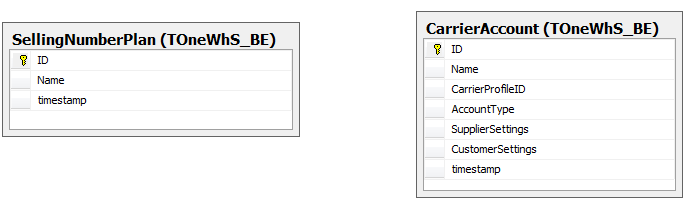 SellingNumberPlan (TOneWhS_BE)
ID
Name
timestamp
CarrierAccount (TOneWhS_BE)
ID
Name
CarrierProfileID
AccountType
SupplierSettings
CustomerSettings
timestamp